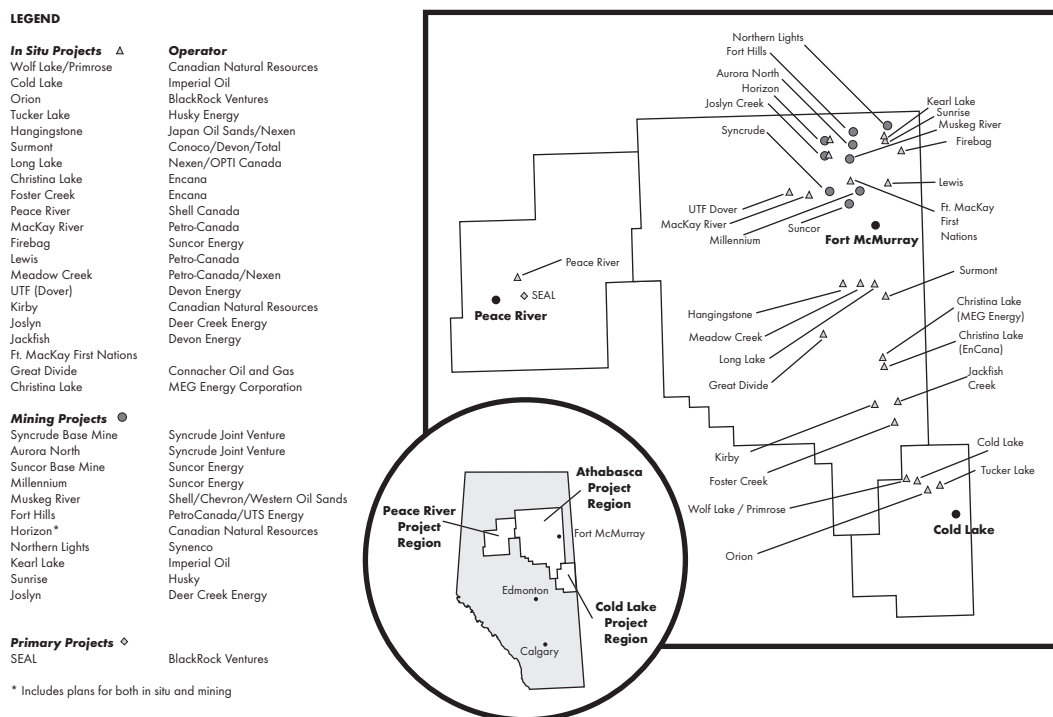 LEGEND
In Situ Projects Operator
Wolf Lake/Primrose Canadian Natural Resources
Cold Lake Imperial Oil
Orion BlackRock Ventures
Tucker Lake Husky Energy
Hangingstone Japan Oil Sands/Nexen
Surmont Conoco/Devon/Total
Long Lake Nexen/OPTI Canada
Christina Lake Encana
Foster Creek Encana
Peace River Shell Canada
MacKay River Petro-Canada
Firebag Suncor Energy
Lewis Petro-Canada
Meadow Creek Petro-Canada/Nexen
UTF (Dover) Devon Energy
Kirby Canadian Natural Resources
Joslyn Deer Creek Energy
Jackfish Devon Energy
Ft. MacKay First Nations
Great Divide Connacher Oil and Gas
Christina Lake MEG Energy Corporation
Mining Projects
Syncrude Base Mine Syncrude Joint Venture
Aurora North Syncrude Joint Venture
Suncor Base Mine Suncor Energy
Millennium Suncor Energy
Muskeg River Shell/Chevron/Western Oil Sands
Fort Hills PetroCanada/UTS Energy
Horizon* Canadian Natural Resources
Northern Lights Synenco
Kearl Lake Imperial Oil
Sunrise Husky
Joslyn Deer Creek Energy
Primary Projects
SEAL BlackRock Ventures
* Includes plans for both in situ and mining
Northern Lights
Fort Hills
Aurora North
Horizon
Joslyn Creek
Syncrude
Kearl Lake
Sunrise
Muskeg River
Firebag
Lewis
UTF Dover
MacKay River
Millennium
Suncor
Ft. MacKay
First
Nations
Fort McMurray
Peace River
SEAL
Peace River
Surmont
Hangingstone
Meadow Creek
Long Lake
Great Divide
Christina Lake
(MEG Energy)
Christina Lake
(EnCana)
Jackfish
Creek
Kirby
Foster Creek
Cold Lake
Tucker Lake
Wolf Lake / Primrose
Cold Lake
Orion
Athabasca
Project
Region
Peace River
Project
Region
Fort McMurray
Edmonton
Cold Lake
Project
Region
Calgary